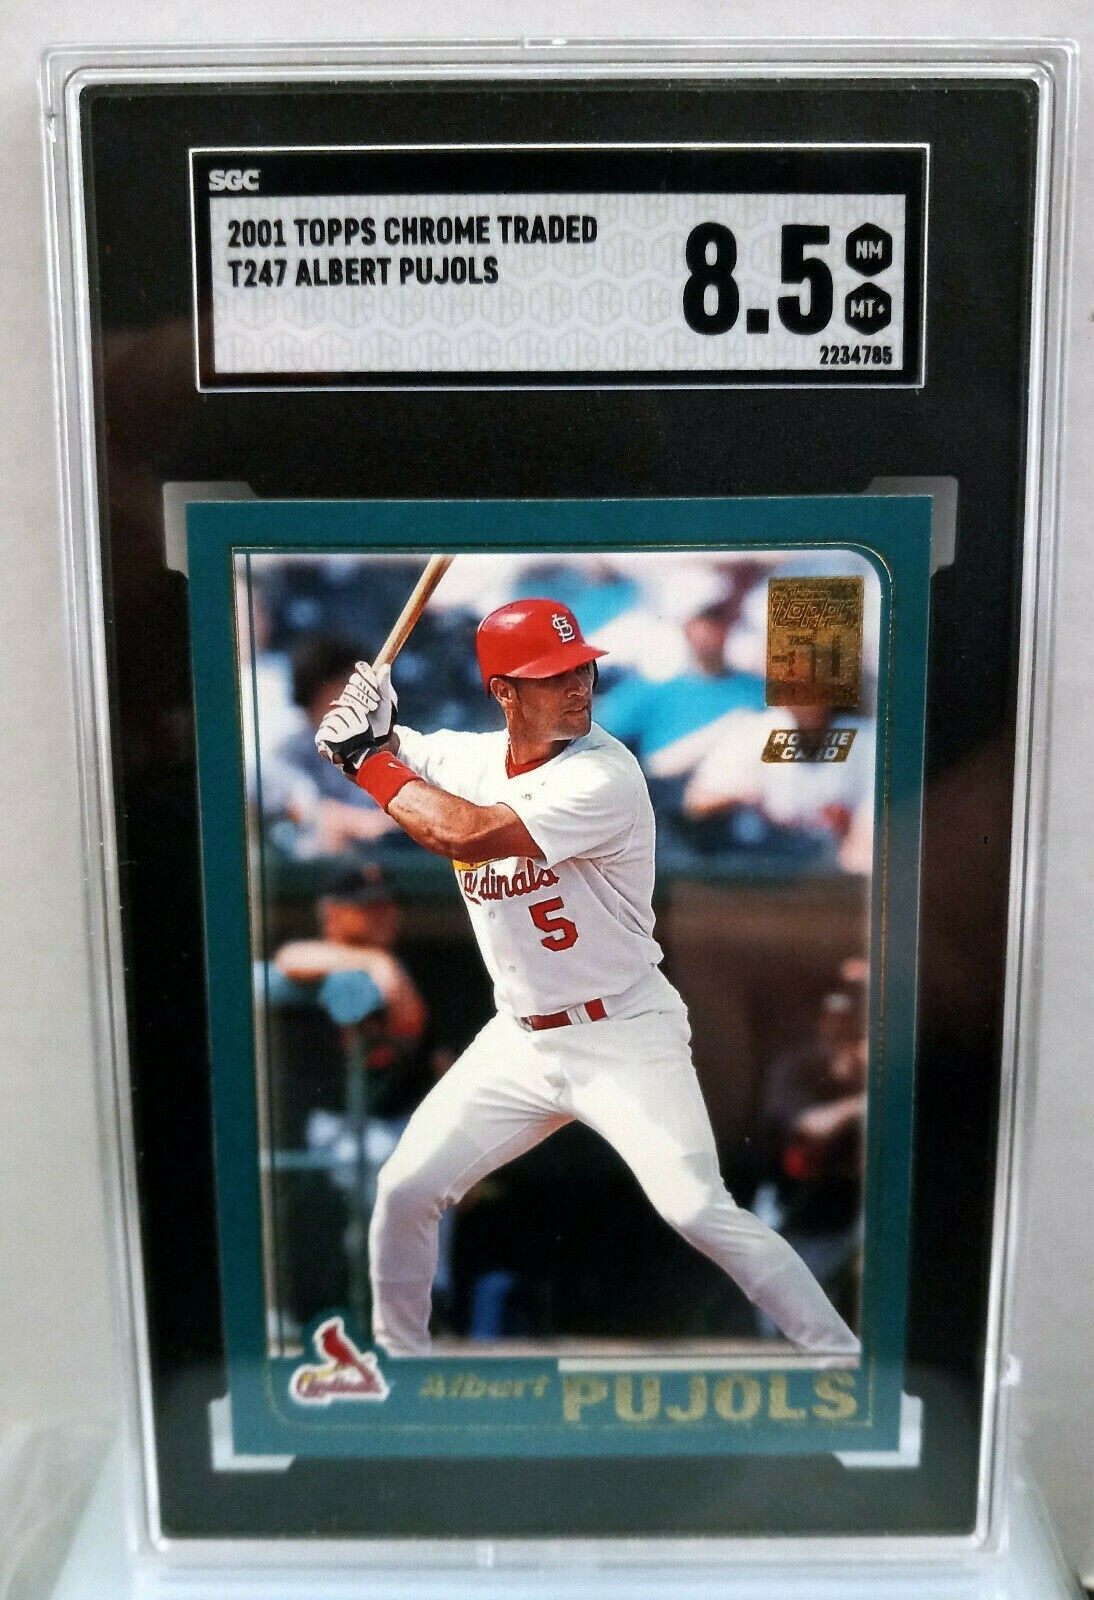 SGC
2001 TOPPS CHROME TRADED
T247 ALBERT PUJOLS
8.5
NM
MT+
2234785
Topps
ROOKIE
CARD
Cardinals
5
Cardinals
Albert PUJOLS